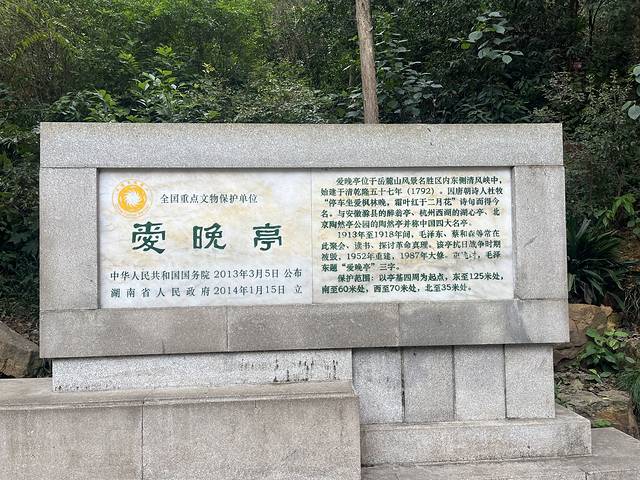 全国重点文物保护单位
愛晚亭
中华人民共和国国务院 2013年3月5日 公布
湖南省人民政府 2014年1月15日 立
爱晚亭位于岳麓山风景名胜区内东侧清风峡中，
始建于清乾隆五十七年（1792）。因唐朝诗人杜牧
“停车坐爱枫林晚，霜叶红于二月花”诗句而得今
名。与安徽滁县的醉翁亭、杭州西湖的湖心亭、北
京陶然亭公园的陶然亭并称中国四大名亭。
1913年至1918年间，毛泽东、蔡和森等常在
此聚会、读书、探讨革命真理。该亭抗日战争时期
被毁，1952年重建，1987年大修。时，毛泽
东题“爱晚亭”三字。
保护范围：以亭基四周为起点，东至125米处，
南至60米处，西至70米处，北至35米处。